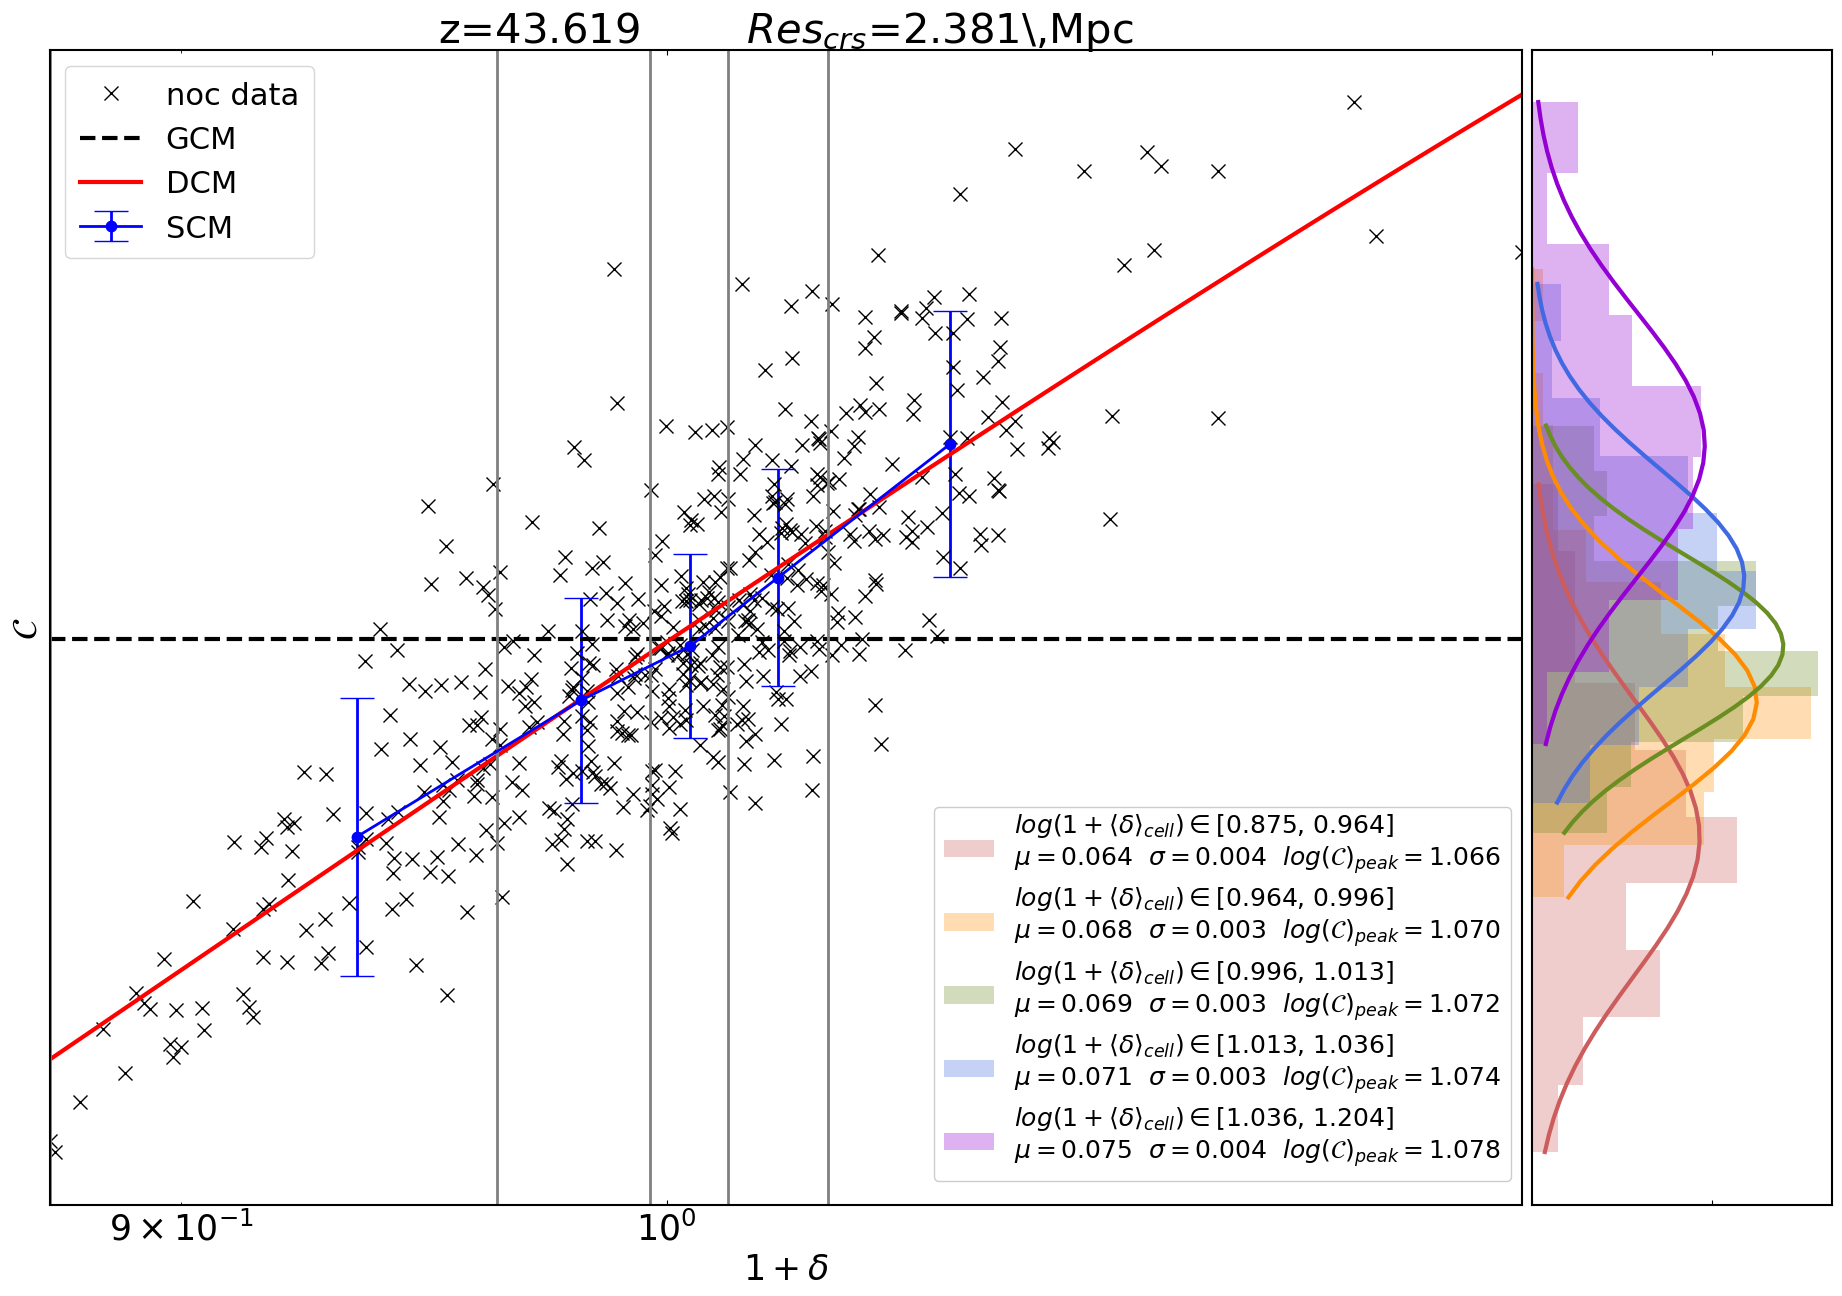 z=43.619 Res_crs=2.381\,Mpc
noc data
GCM
DCM
SCM
𝒞
log(1 + ⟨δ⟩_cell) ∈ [0.875, 0.964]
μ = 0.064 σ = 0.004 log(𝒞)_peak = 1.066
log(1 + ⟨δ⟩_cell) ∈ [0.964, 0.996]
μ = 0.068 σ = 0.003 log(𝒞)_peak = 1.070
log(1 + ⟨δ⟩_cell) ∈ [0.996, 1.013]
μ = 0.069 σ = 0.003 log(𝒞)_peak = 1.072
log(1 + ⟨δ⟩_cell) ∈ [1.013, 1.036]
μ = 0.071 σ = 0.003 log(𝒞)_peak = 1.074
log(1 + ⟨δ⟩_cell) ∈ [1.036, 1.204]
μ = 0.075 σ = 0.004 log(𝒞)_peak = 1.078
9 × 10⁻¹ 10⁰
1 + δ